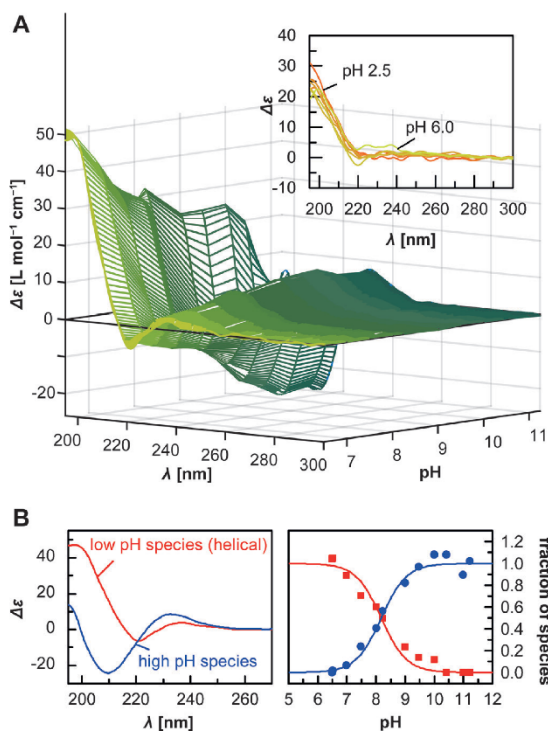 A
Δε
40
30
20
10
0
-10
pH 2.5
pH 6.0
200
220
240
260
280
300
λ [nm]
Δε [L mol⁻¹ cm⁻¹]
50
40
30
20
10
0
-20
200
220
240
260
280
300
λ [nm]
7
8
9
10
11
pH
B
Δε
40
20
0
-20
low pH species (helical)
high pH species
200
220
240
260
λ [nm]
1.2
1.0
0.8
0.6
0.4
0.2
0.0
fraction of species
5 6 7 8 9 10 11 12
pH